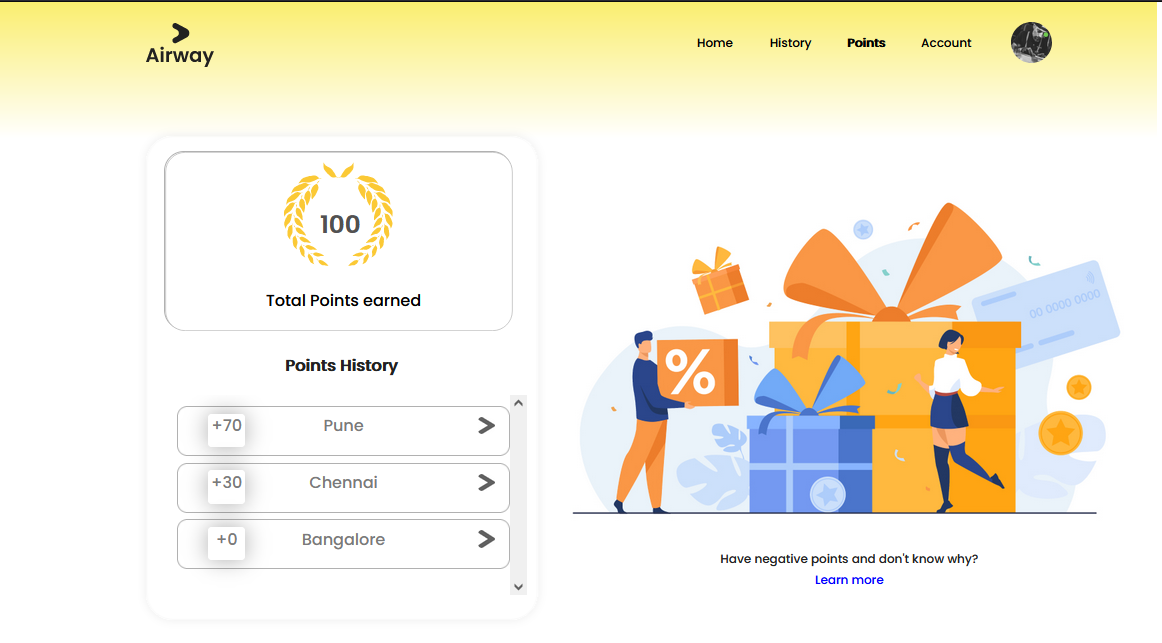 Airway
Home History Points Account
100
Total Points earned
Points History
+70 Pune
+30 Chennai
+0 Bangalore
%
00 0000 0000
Have negative points and don't know why?
Learn more